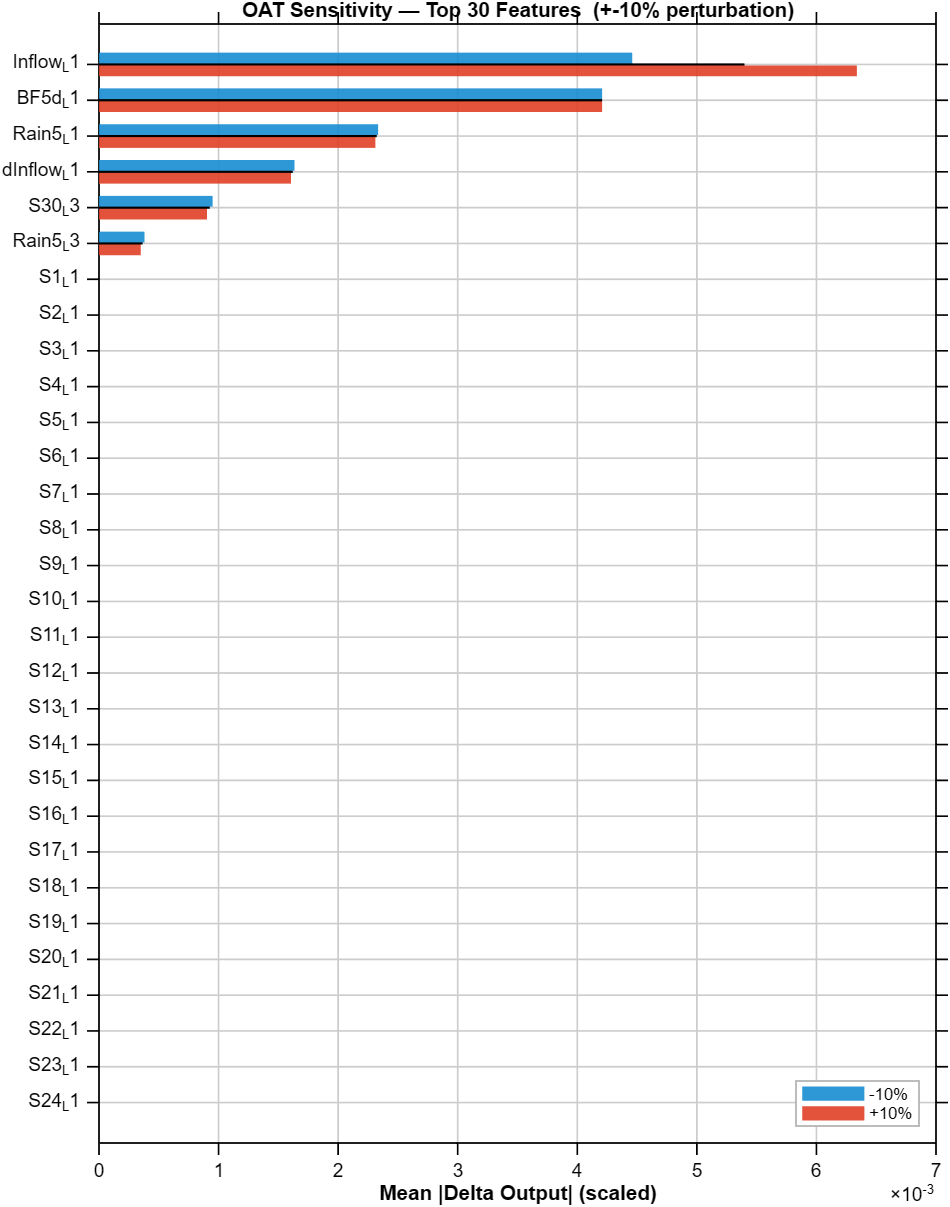 OAT Sensitivity — Top 30 Features (+-10% perturbation)
Inflow_L1
BF5d_L1
Rain5_L1
dInflow_L1
S30_L3
Rain5_L3
S1_L1
S2_L1
S3_L1
S4_L1
S5_L1
S6_L1
S7_L1
S8_L1
S9_L1
S10_L1
S11_L1
S12_L1
S13_L1
S14_L1
S15_L1
S16_L1
S17_L1
S18_L1
S19_L1
S20_L1
S21_L1
S22_L1
S23_L1
S24_L1
-10%
+10%
0 1 2 3 4 5 6 7
Mean |Delta Output| (scaled)
×10^-3